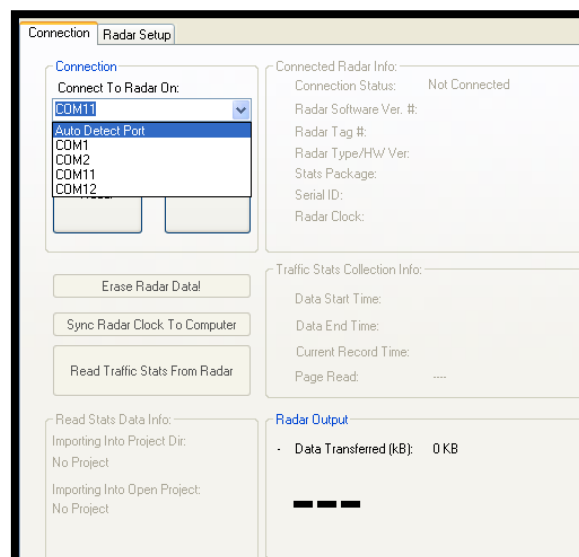 Connection Radar Setup
Connection
Connect To Radar On:
COM11
Auto Detect Port
COM1
COM2
COM11
COM12
Erase Radar Data!
Sync Radar Clock To Computer
Read Traffic Stats From Radar
Read Stats Data Info:
Importing Into Project Dir:
No Project
Importing Into Open Project:
No Project
Connected Radar Info:
Connection Status: Not Connected
Radar Software Ver. #:
Radar Tag #:
Radar Type/HW Ver:
Stats Package:
Serial ID:
Radar Clock:
Traffic Stats Collection Info:
Data Start Time:
Data End Time:
Current Record Time:
Page Read: ----
Radar Output
- Data Transferred (kB): 0 KB